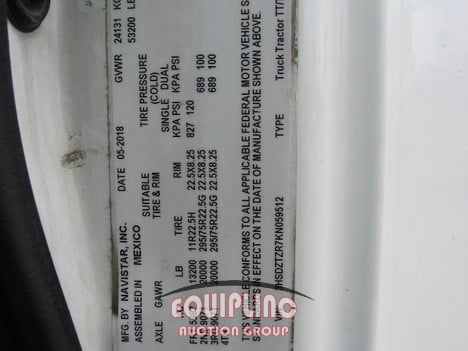 MFG. BY NAVISTAR, INC. DATE 05-2018 GVWR 24131 KG
ASSEMBLED IN MEXICO 53200 LB
SUITABLE TIRE PRESSURE
TIRE & RIM (COLD)
SINGLE DUAL
AXLE GAWR LB TIRE RIM KPA PSI KPA PSI
13200 11R22.5H 22.5X8.25 827 120
20000 295/75R22.5G 22.5X8.25 689 100
20000 295/75R22.5G 22.5X8.25 689 100
THIS VEHICLE CONFORMS TO ALL APPLICABLE FEDERAL MOTOR VEHICLE
IN EFFECT ON THE DATE OF MANUFACTURE SHOWN ABOVE.
HSDZTZR7KN059512 TYPE Truck Tractor TT/
EQUIPLINC
AUCTION GROUP